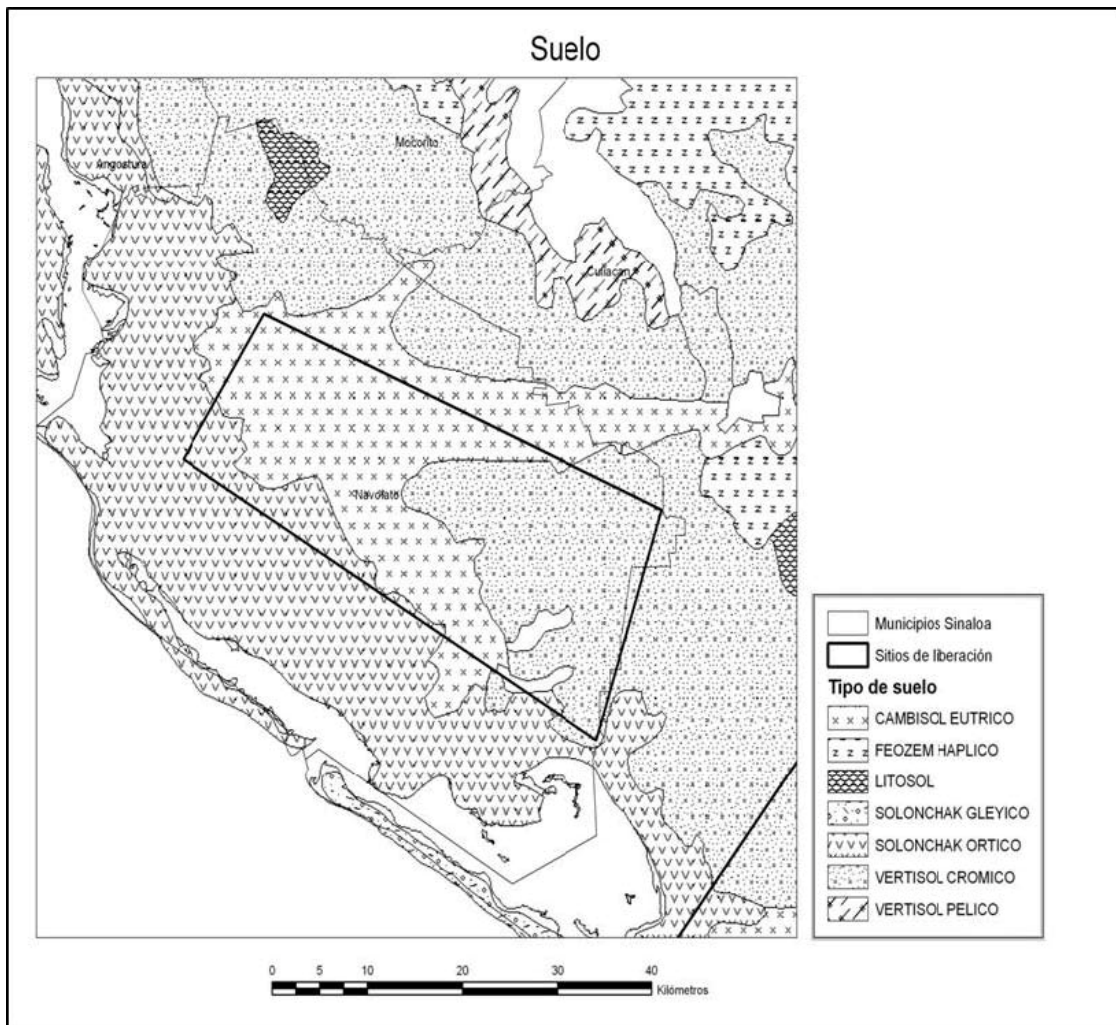 Suelo
Mocorito
Angostura
Culiacan
Navolato
Municipios Sinaloa
Sitios de liberación
Tipo de suelo
CAMBISOL EUTRICO
FEOZEM HAPLICO
LITOSOL
SOLONCHAK GLEYICO
SOLONCHAK ORTICO
VERTISOL CROMICO
VERTISOL PELICO
0 5 10 20 30 40
Kilómetros